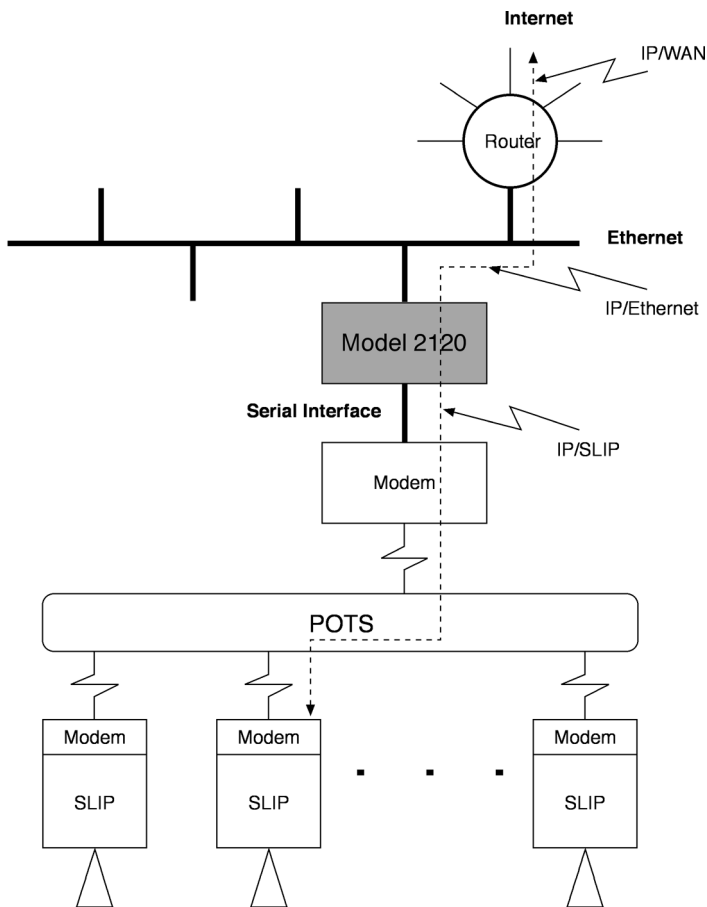 Internet
IP/WAN
Router
Ethernet
IP/Ethernet
Model 2120
Serial Interface
IP/SLIP
Modem
POTS
Modem
Modem
Modem
SLIP
SLIP
SLIP